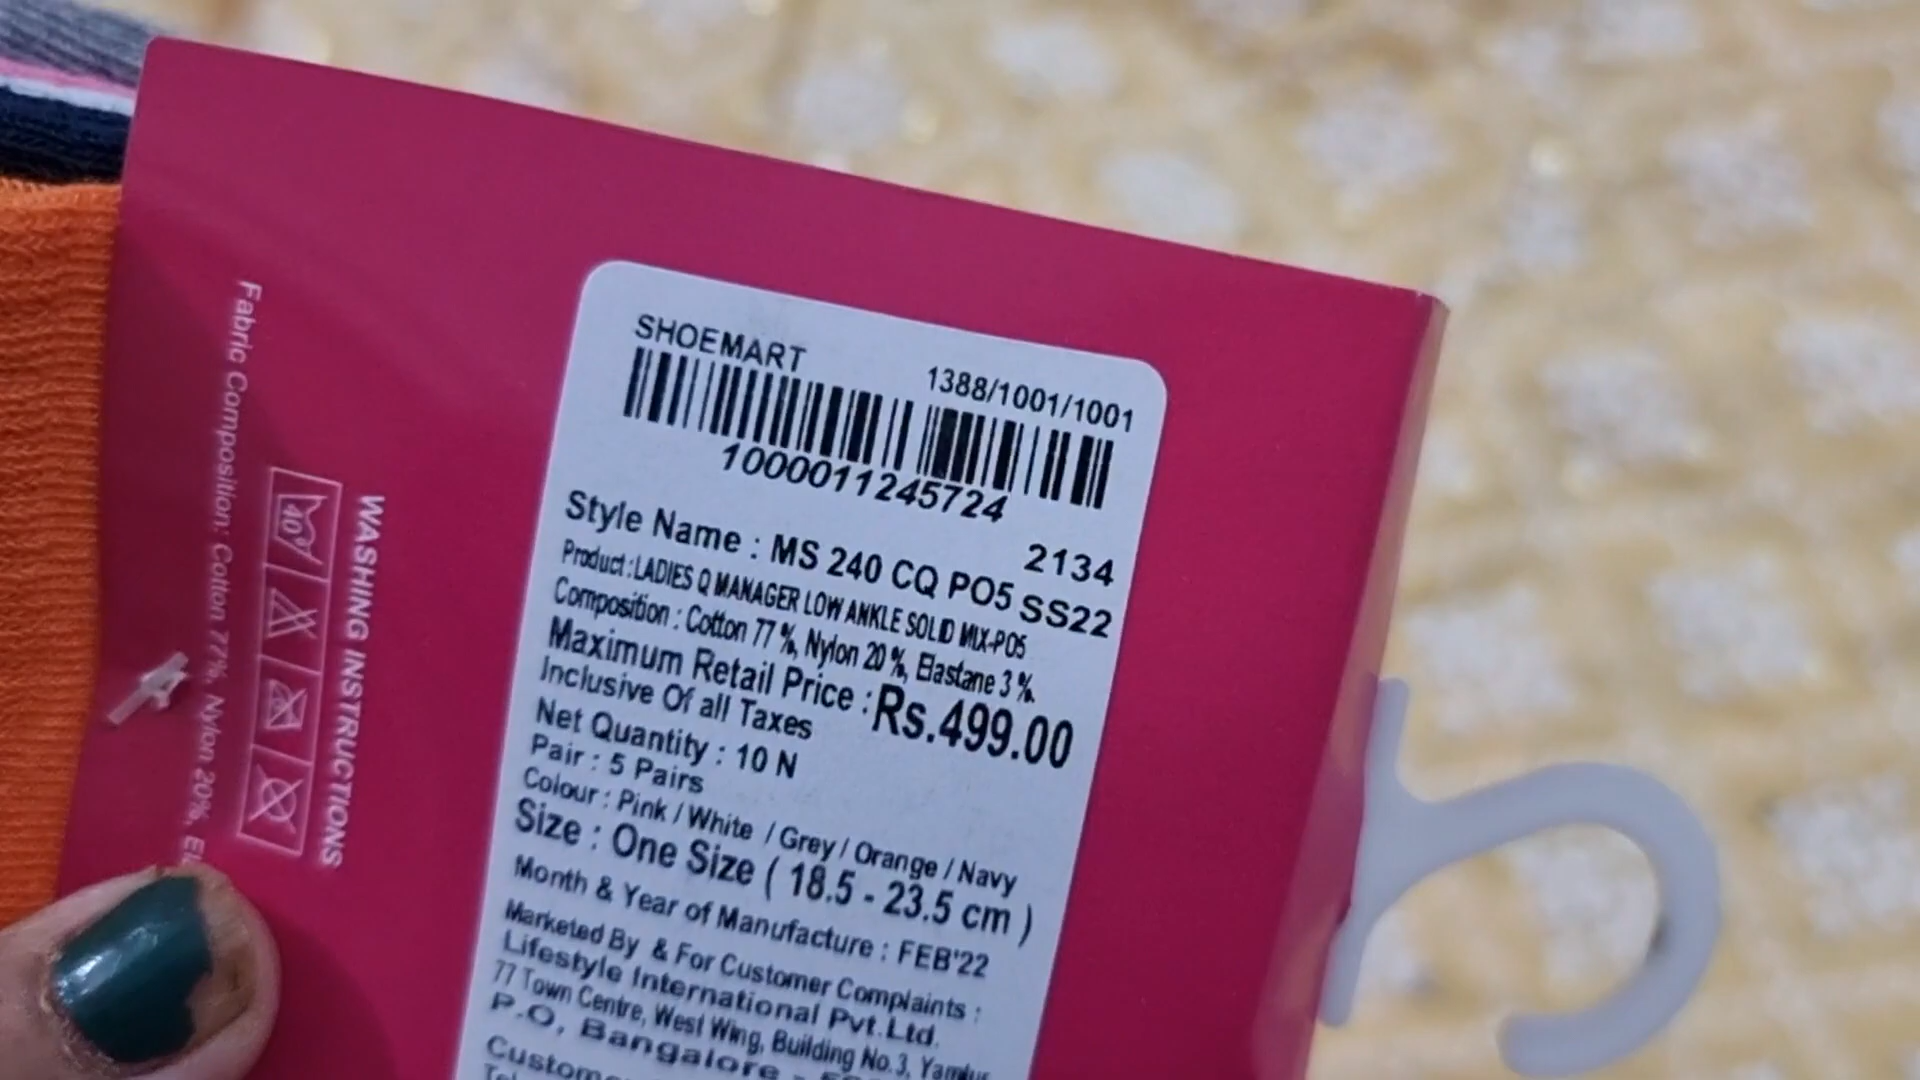 SHOEMART
1388/1001/1001
1000011245724
2134
Style Name : MS 240 CQ PO5 SS22
Product : LADIES Q MANAGER LOW ANKLE SOLID MIX-PO5
Composition : Cotton 77 %, Nylon 20 %, Elastane 3 %.
Maximum Retail Price : Rs.499.00
Inclusive Of all Taxes
Net Quantity : 10 N
Pair : 5 Pairs
Colour : Pink / White / Grey / Orange / Navy
Size : One Size ( 18.5 - 23.5 cm )
Month & Year of Manufacture : FEB'22
Marketed By & For Customer Complaints :
Lifestyle International Pvt.Ltd.
77 Town Centre, West Wing, Building No.3,
P.O, Bangalore -
WASHING INSTRUCTIONS
40°
Fabric Composition: Cotton 77%, Nylon 20%,